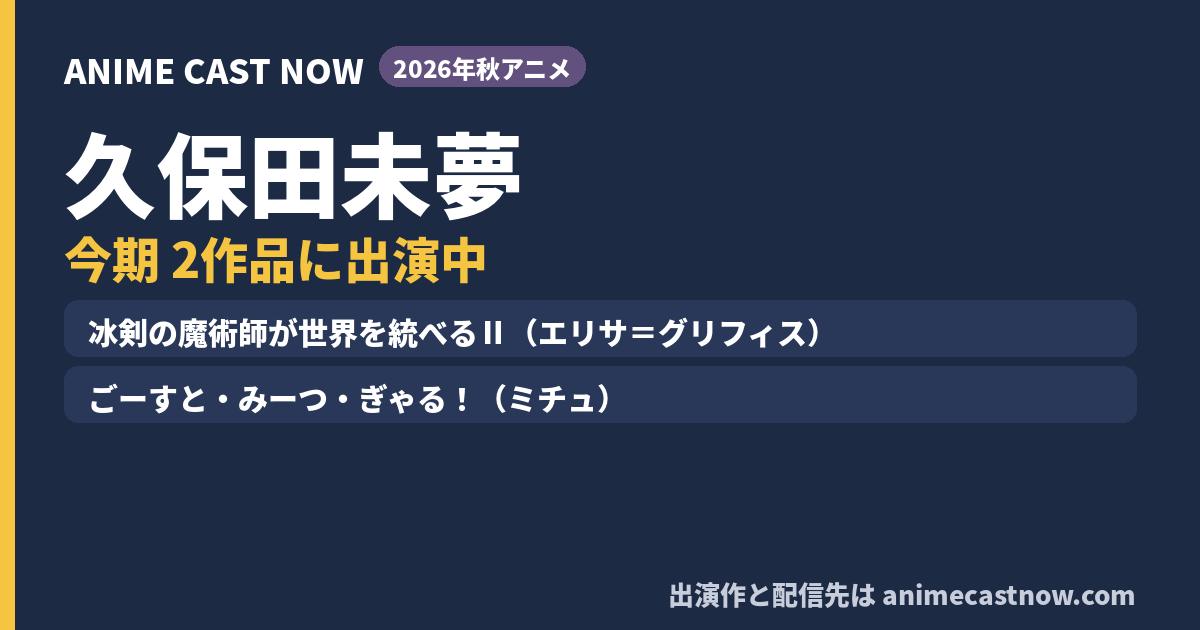 ANIME CAST NOW 2026年秋アニメ
久保田未夢
今期 2作品に出演中
冰剣の魔術師が世界を統べるⅡ（エリサ＝グリフィス）
ごーすと・みーつ・ぎゃる！（ミチュ）
出演作と配信先は animecastnow.com